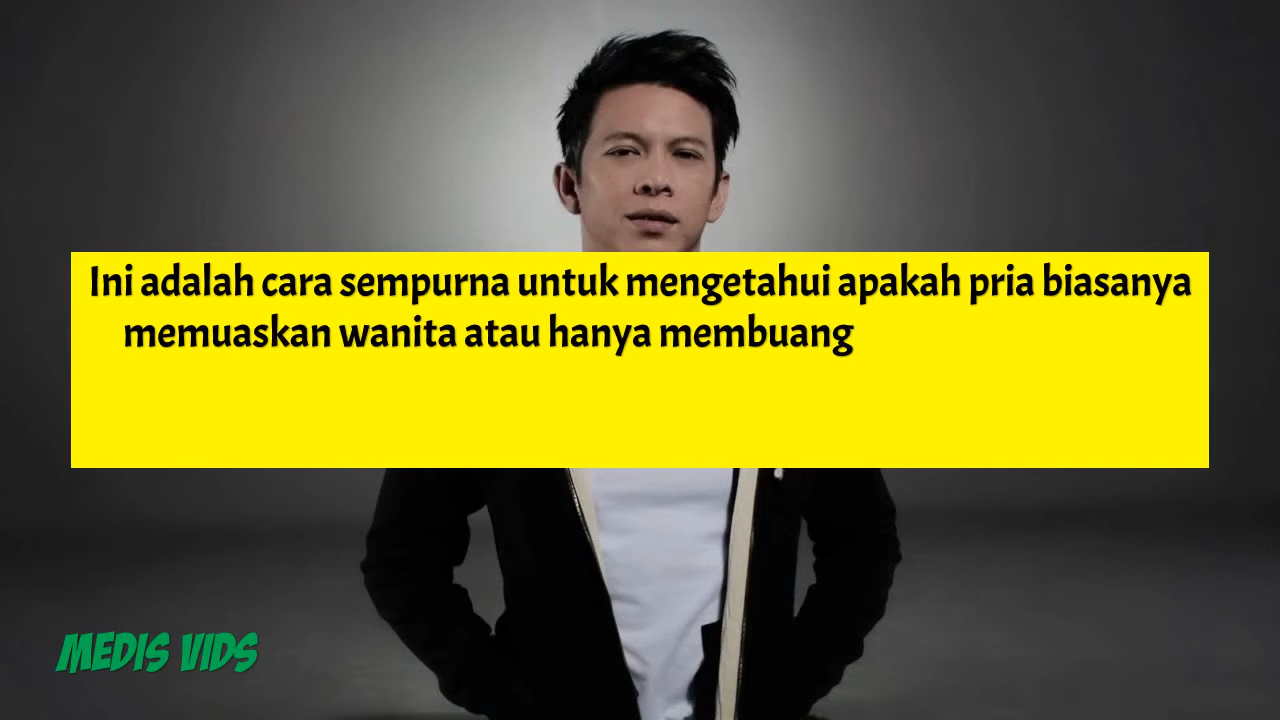 Ini adalah cara sempurna untuk mengetahui apakah pria biasanya
memuaskan wanita atau hanya membuang
MEDIS VIDS